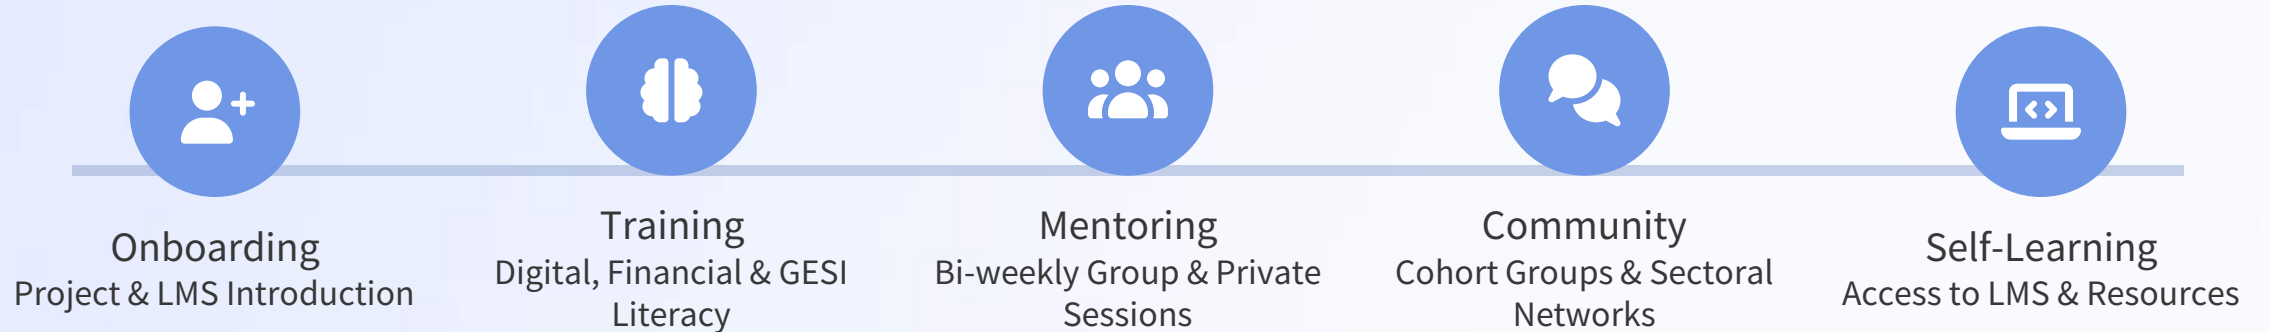 Onboarding
Project & LMS Introduction
Training
Digital, Financial & GESI
Literacy
Mentoring
Bi-weekly Group & Private
Sessions
Community
Cohort Groups & Sectoral
Networks
Self-Learning
Access to LMS & Resources